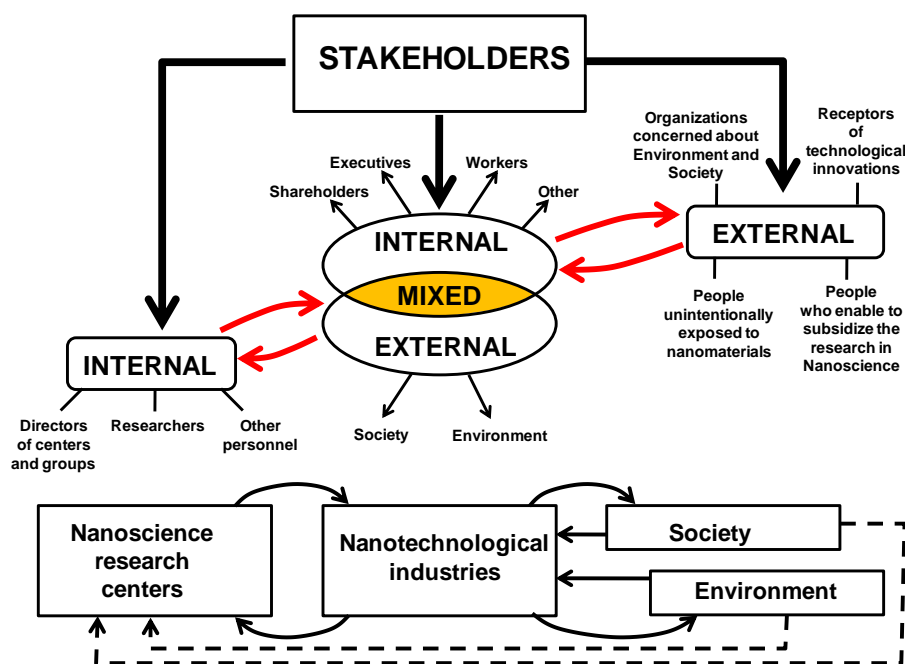 STAKEHOLDERS
Organizations
concerned about
Environment and
Society
Receptors
of
technological
innovations
Executives
Workers
Shareholders
Other
INTERNAL
MIXED
EXTERNAL
EXTERNAL
People
unintentionally
exposed to
nanomaterials
People
who enable to
subsidize the
research in
Nanoscience
INTERNAL
Directors
of centers
and groups
Researchers
Other
personnel
Society
Environment
Nanoscience
research
centers
Nanotechnological
industries
Society
Environment